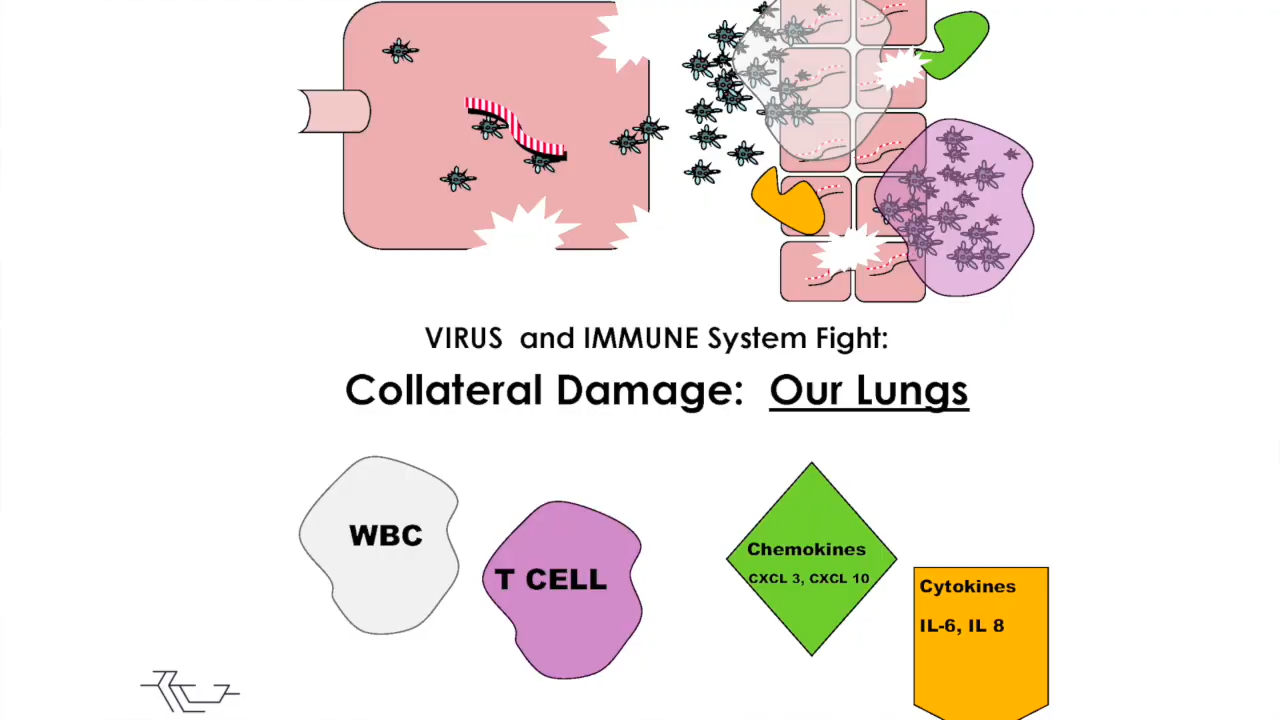 VIRUS and IMMUNE System Fight:
Collateral Damage: Our Lungs
WBC
T CELL
Chemokines
CXCL 3, CXCL 10
Cytokines
IL-6, IL 8